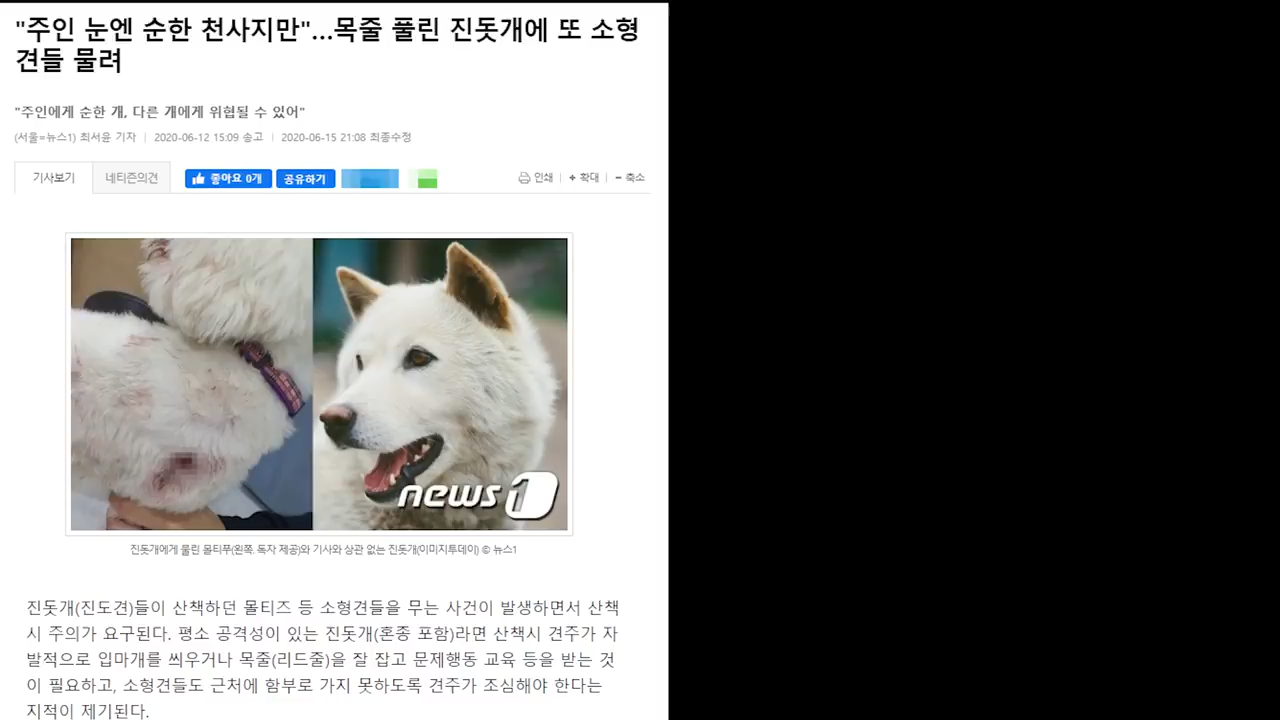 "주인 눈엔 순한 천사지만"...목줄 풀린 진돗개에 또 소형
견들 물려
"주인에게 순한 개, 다른 개에게 위협될 수 있어"
(서울=뉴스1) 최서윤 기자 | 2020-06-12 15:09 송고 | 2020-06-15 21:08 최종수정
기사보기 네티즌의견 좋아요 0개 공유하기 인쇄 | + 확대 | - 축소
news1
진돗개에게 물린 몰티푸(왼쪽. 독자 제공)와 기사와 상관 없는 진돗개(이미지투데이) © 뉴스1
진돗개(진도견)들이 산책하던 몰티즈 등 소형견들을 무는 사건이 발생하면서 산책
시 주의가 요구된다. 평소 공격성이 있는 진돗개(혼종 포함)라면 산책시 견주가 자
발적으로 입마개를 씌우거나 목줄(리드줄)을 잘 잡고 문제행동 교육 등을 받는 것
이 필요하고, 소형견들도 근처에 함부로 가지 못하도록 견주가 조심해야 한다는
지적이 제기된다.